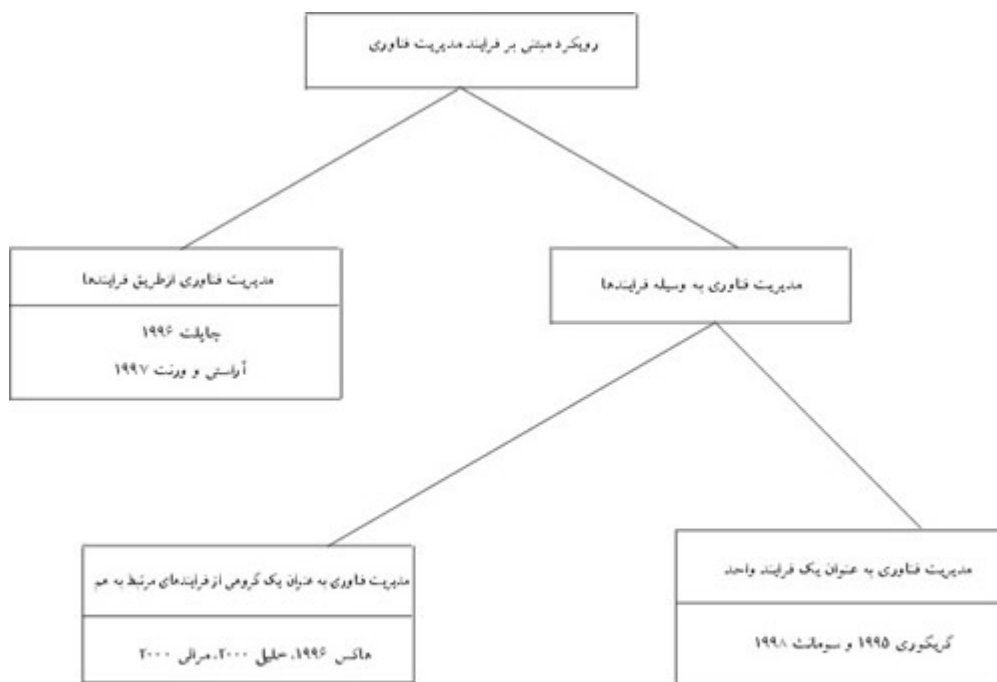 رویکرد مبتنی بر فرایند مدیریت فناوری
مدیریت فناوری به وسیله فرایندها
مدیریت فناوری ازطریق فرایندها
چاپلت ۱۹۹۶
آراستی و ورنت ۱۹۹۷
مدیریت فناوری به عنوان یک فرایند واحد
گریگوری ۱۹۹۵ و سومانت ۱۹۹۸
مدیریت فناوری به عنوان یک گروهی از فرایندهای مرتبط به هم
هاکس ۱۹۹۶، خلیل ۲۰۰۰، ۲۰۰۰